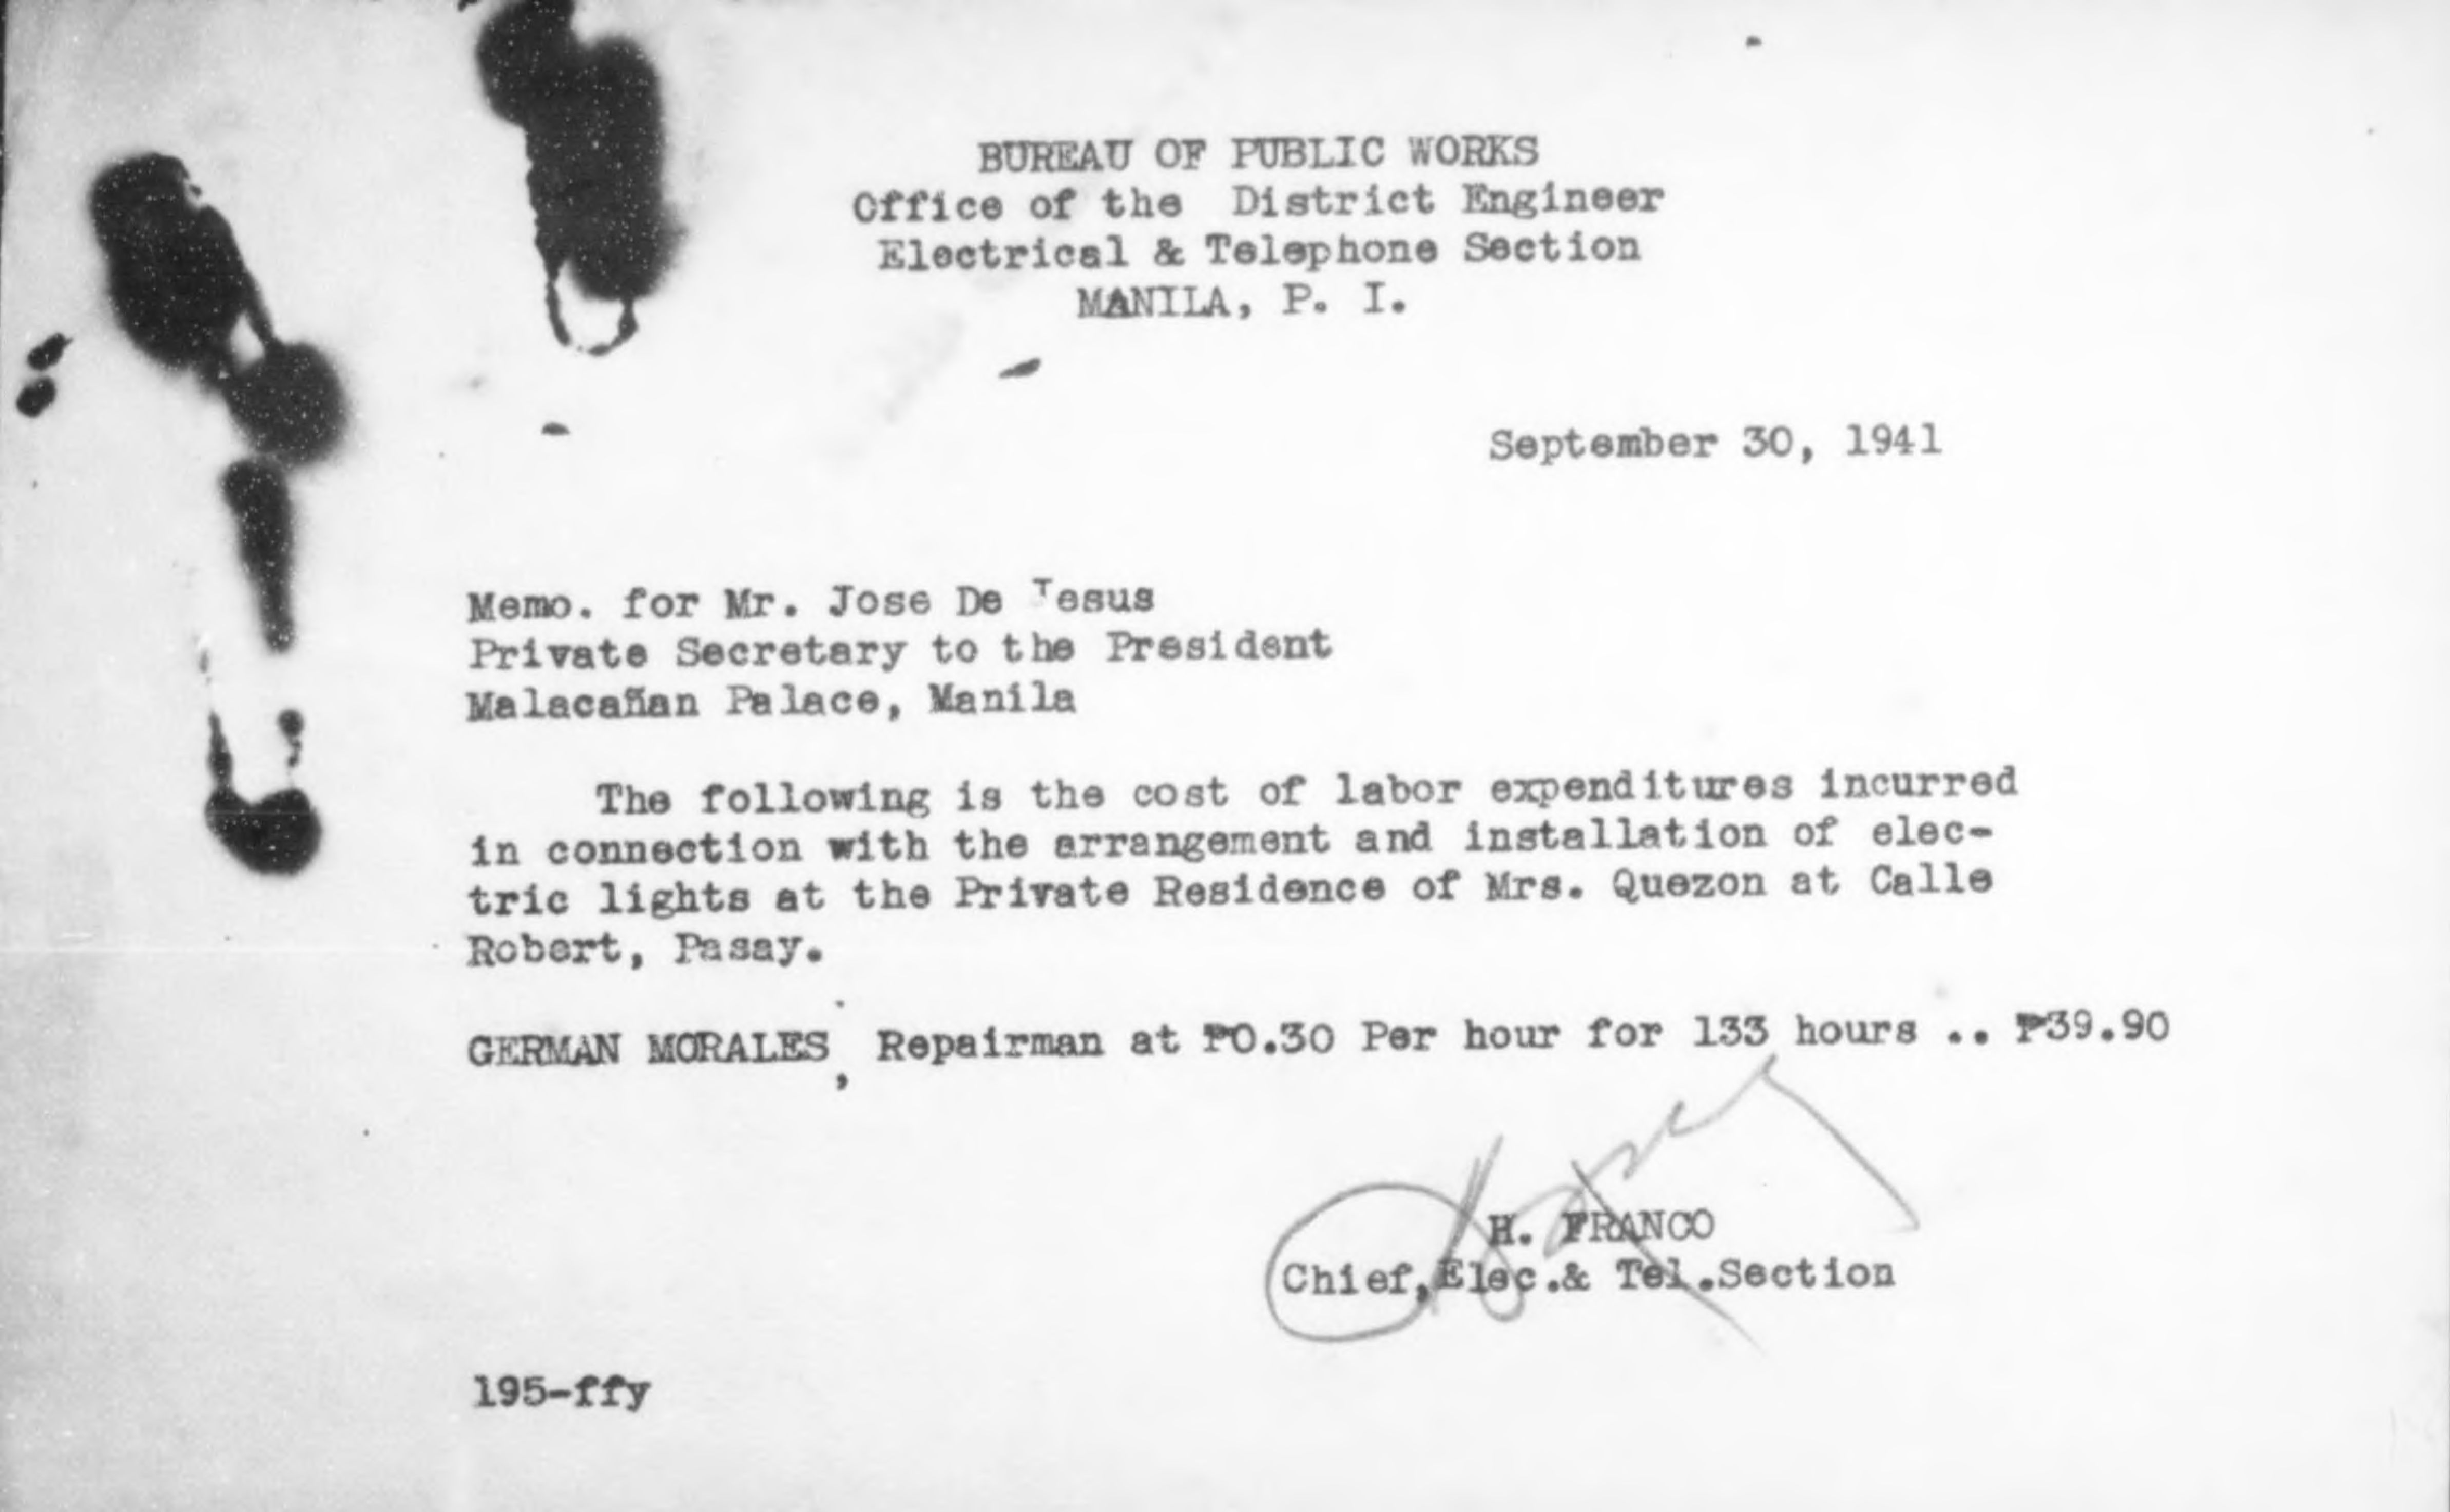 BUREAU OF PUBLIC WORKS
Office of the District Engineer
Electrical & Telephone Section
MANILA, P. I.
September 30, 1941
Memo. for Mr. Jose De Jesus
Private Secretary to the President
Malacañan Palace, Manila
The following is the cost of labor expenditures incurred
in connection with the arrangement and installation of elec-
tric lights at the Private Residence of Mrs. Quezon at Calle
Robert, Pasay.
GERMAN MORALES, Repairman at ₱0.30 Per hour for 133 hours .. ₱39.90
H. FRANCO
Chief,Elec.& Tel.Section
195-ffy